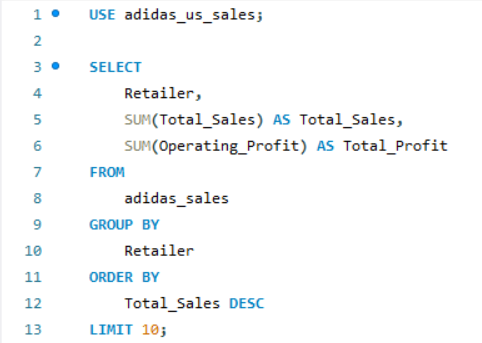 1 USE adidas_us_sales;
2
3 SELECT
4 Retailer,
5 SUM(Total_Sales) AS Total_Sales,
6 SUM(Operating_Profit) AS Total_Profit
7 FROM
8 adidas_sales
9 GROUP BY
10 Retailer
11 ORDER BY
12 Total_Sales DESC
13 LIMIT 10;